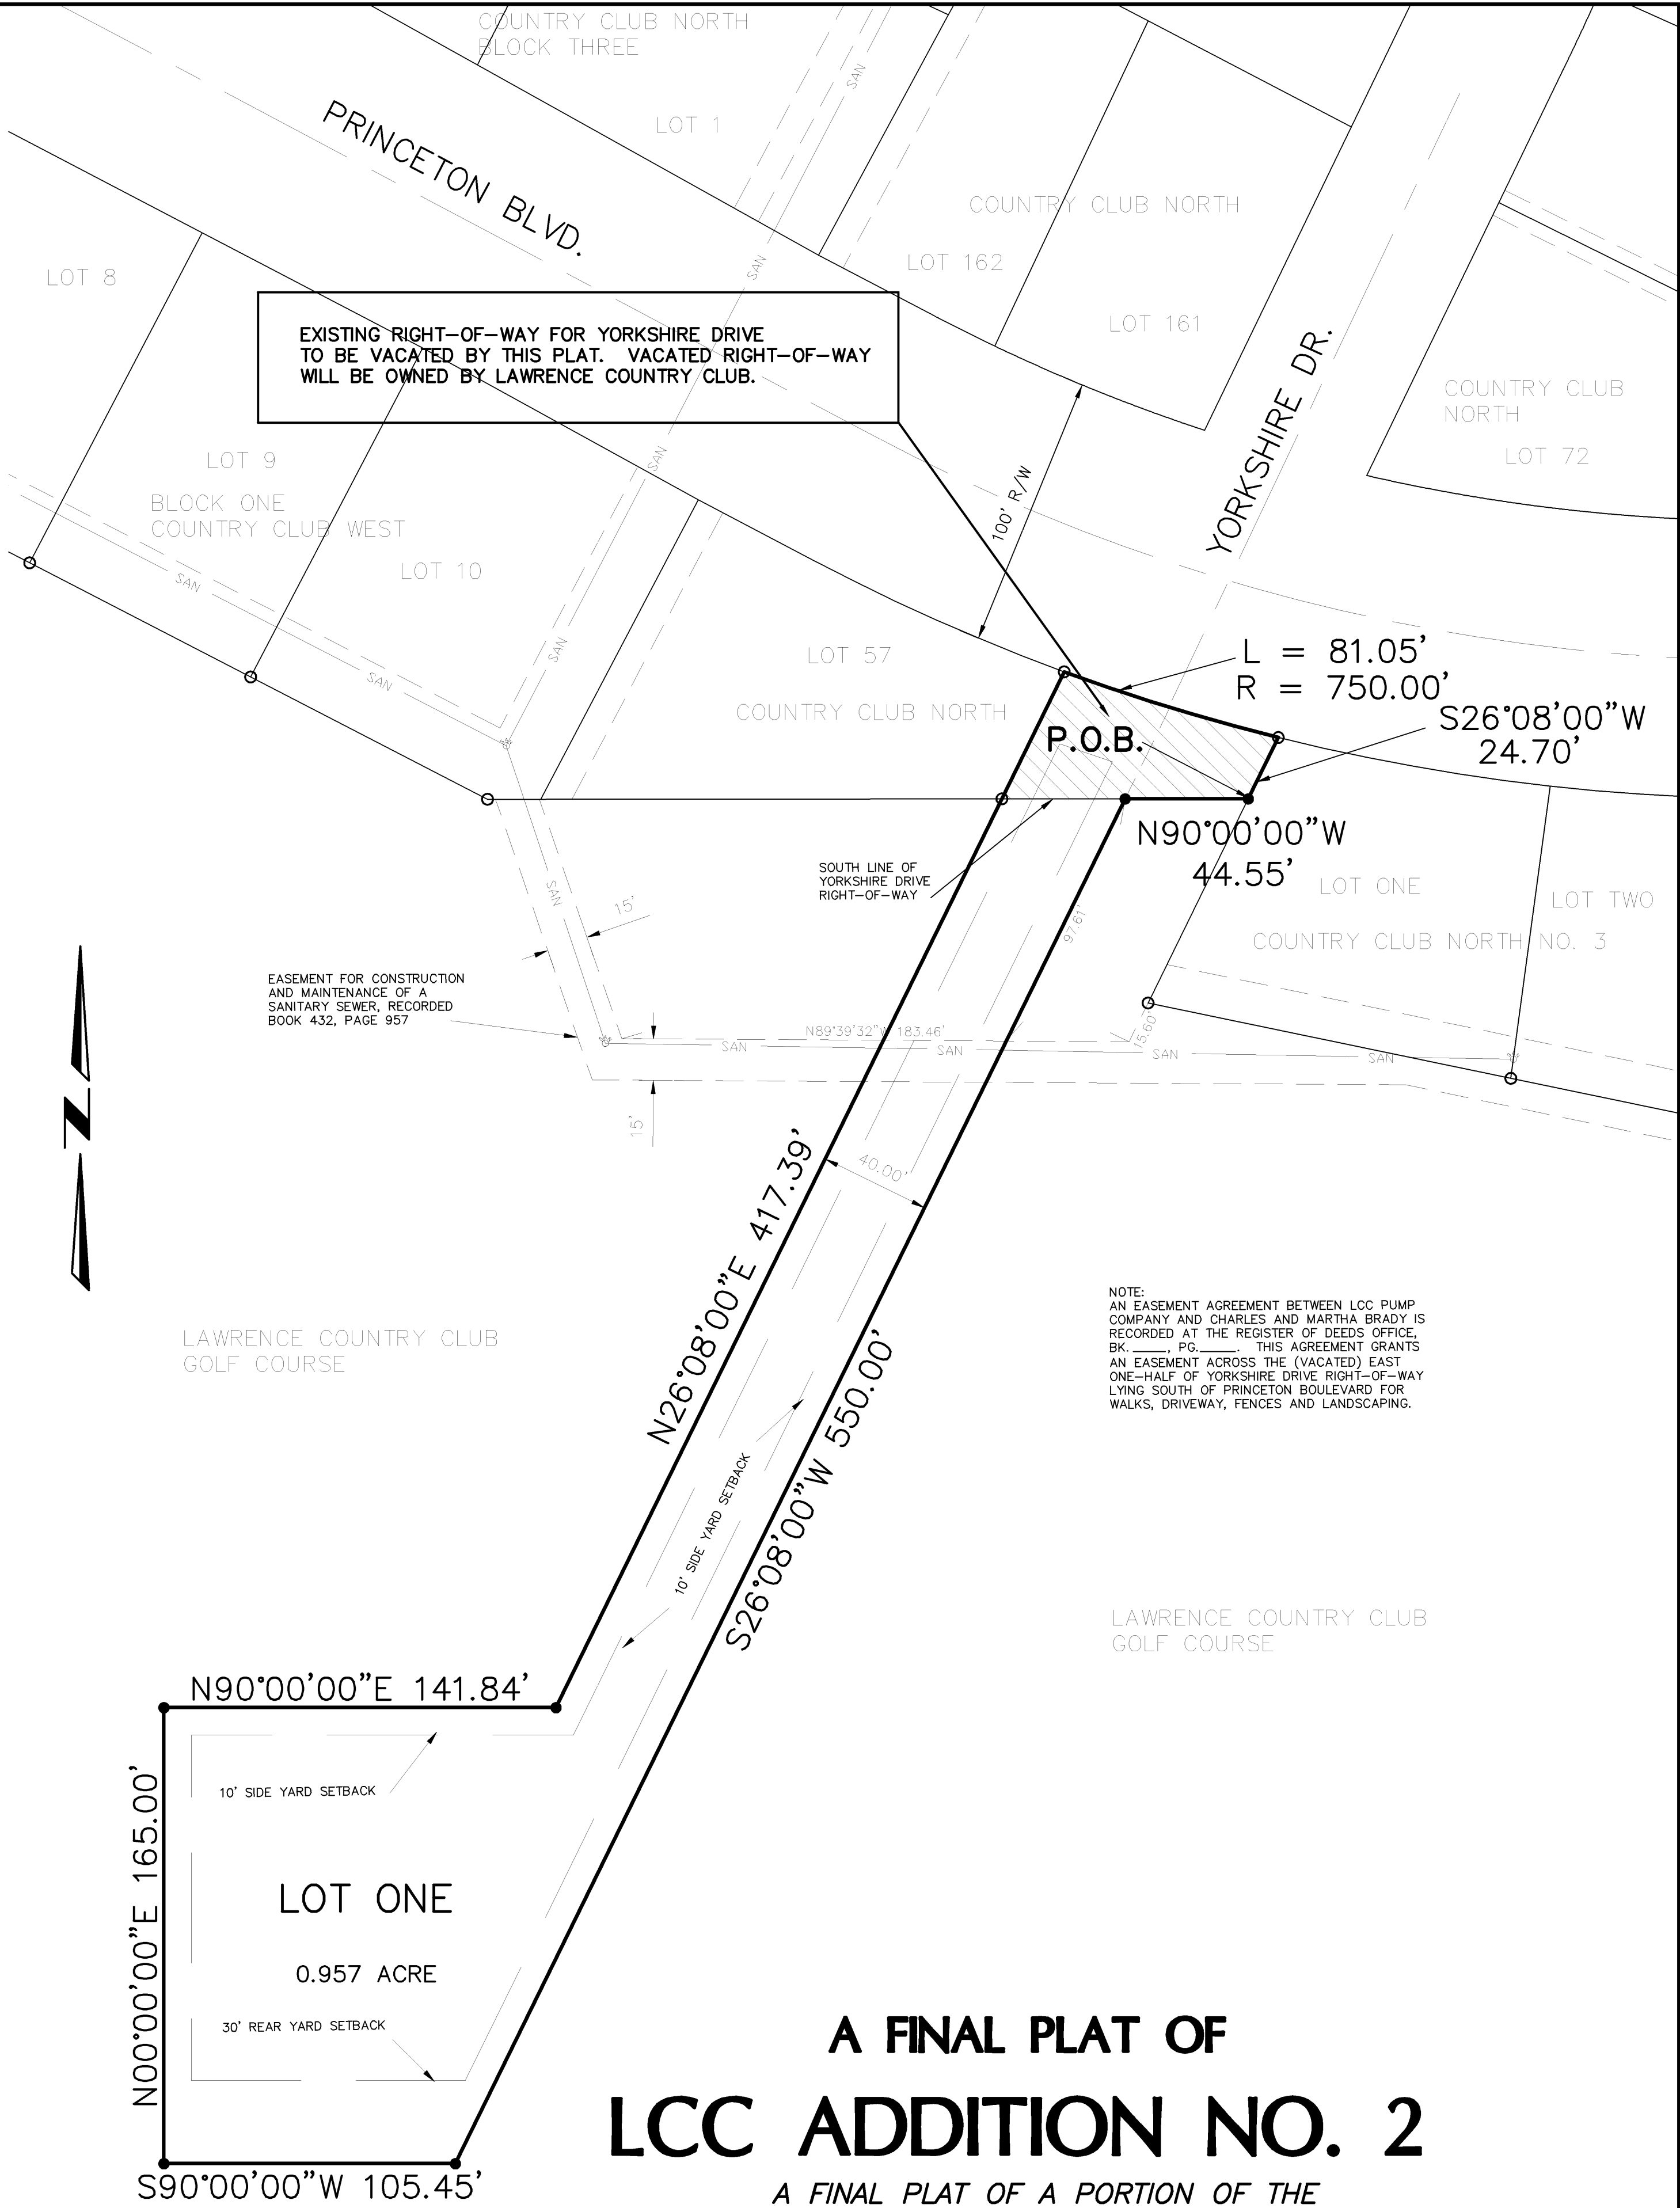 COUNTRY CLUB NORTH
BLOCK THREE
SAN
LOT 1
PRINCETON BLVD.
COUNTRY CLUB NORTH
LOT 162
SAN
LOT 8
LOT 161
EXISTING RIGHT-OF-WAY FOR YORKSHIRE DRIVE
TO BE VACATED BY THIS PLAT. VACATED RIGHT-OF-WAY
WILL BE OWNED BY LAWRENCE COUNTRY CLUB.
YORKSHIRE DR.
COUNTRY CLUB
NORTH
LOT 72
LOT 9
SAN
BLOCK ONE
COUNTRY CLUB WEST
100' R/W
LOT 10
SAN
SAN
SAN
LOT 57
COUNTRY CLUB NORTH
L = 81.05'
R = 750.00'
S26°08'00"W
24.70'
P.O.B.
N90°00'00"W
44.55'
SOUTH LINE OF
YORKSHIRE DRIVE
RIGHT-OF-WAY
LOT ONE
LOT TWO
COUNTRY CLUB NORTH NO. 3
SAN
15'
97.61'
EASEMENT FOR CONSTRUCTION
AND MAINTENANCE OF A
SANITARY SEWER, RECORDED
BOOK 432, PAGE 957
N89°39'32"W 183.46'
15.60'
SAN
SAN
SAN
SAN
15'
N
40.00'
N26°08'00"E 417.39'
NOTE:
AN EASEMENT AGREEMENT BETWEEN LCC PUMP
COMPANY AND CHARLES AND MARTHA BRADY IS
RECORDED AT THE REGISTER OF DEEDS OFFICE,
BK. _____, PG._____. THIS AGREEMENT GRANTS
AN EASEMENT ACROSS THE (VACATED) EAST
ONE-HALF OF YORKSHIRE DRIVE RIGHT-OF-WAY
LYING SOUTH OF PRINCETON BOULEVARD FOR
WALKS, DRIVEWAY, FENCES AND LANDSCAPING.
LAWRENCE COUNTRY CLUB
GOLF COURSE
S26°08'00"W 550.00'
10' SIDE YARD SETBACK
LAWRENCE COUNTRY CLUB
GOLF COURSE
N90°00'00"E 141.84'
10' SIDE YARD SETBACK
N00°00'00"E 165.00'
LOT ONE
0.957 ACRE
30' REAR YARD SETBACK
S90°00'00"W 105.45'
A FINAL PLAT OF
LCC ADDITION NO. 2
A FINAL PLAT OF A PORTION OF THE